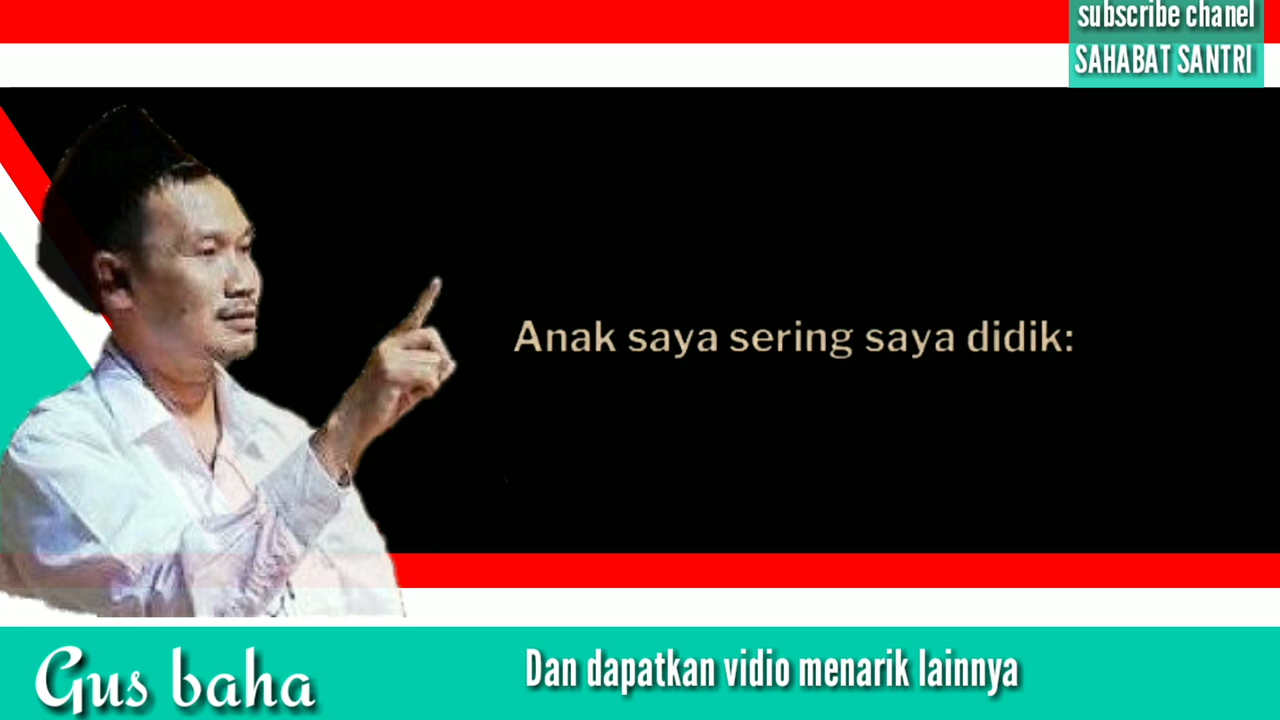 subscribe chanel
SAHABAT SANTRI
Anak saya sering saya didik:
Gus baha
Dan dapatkan vidio menarik lainnya